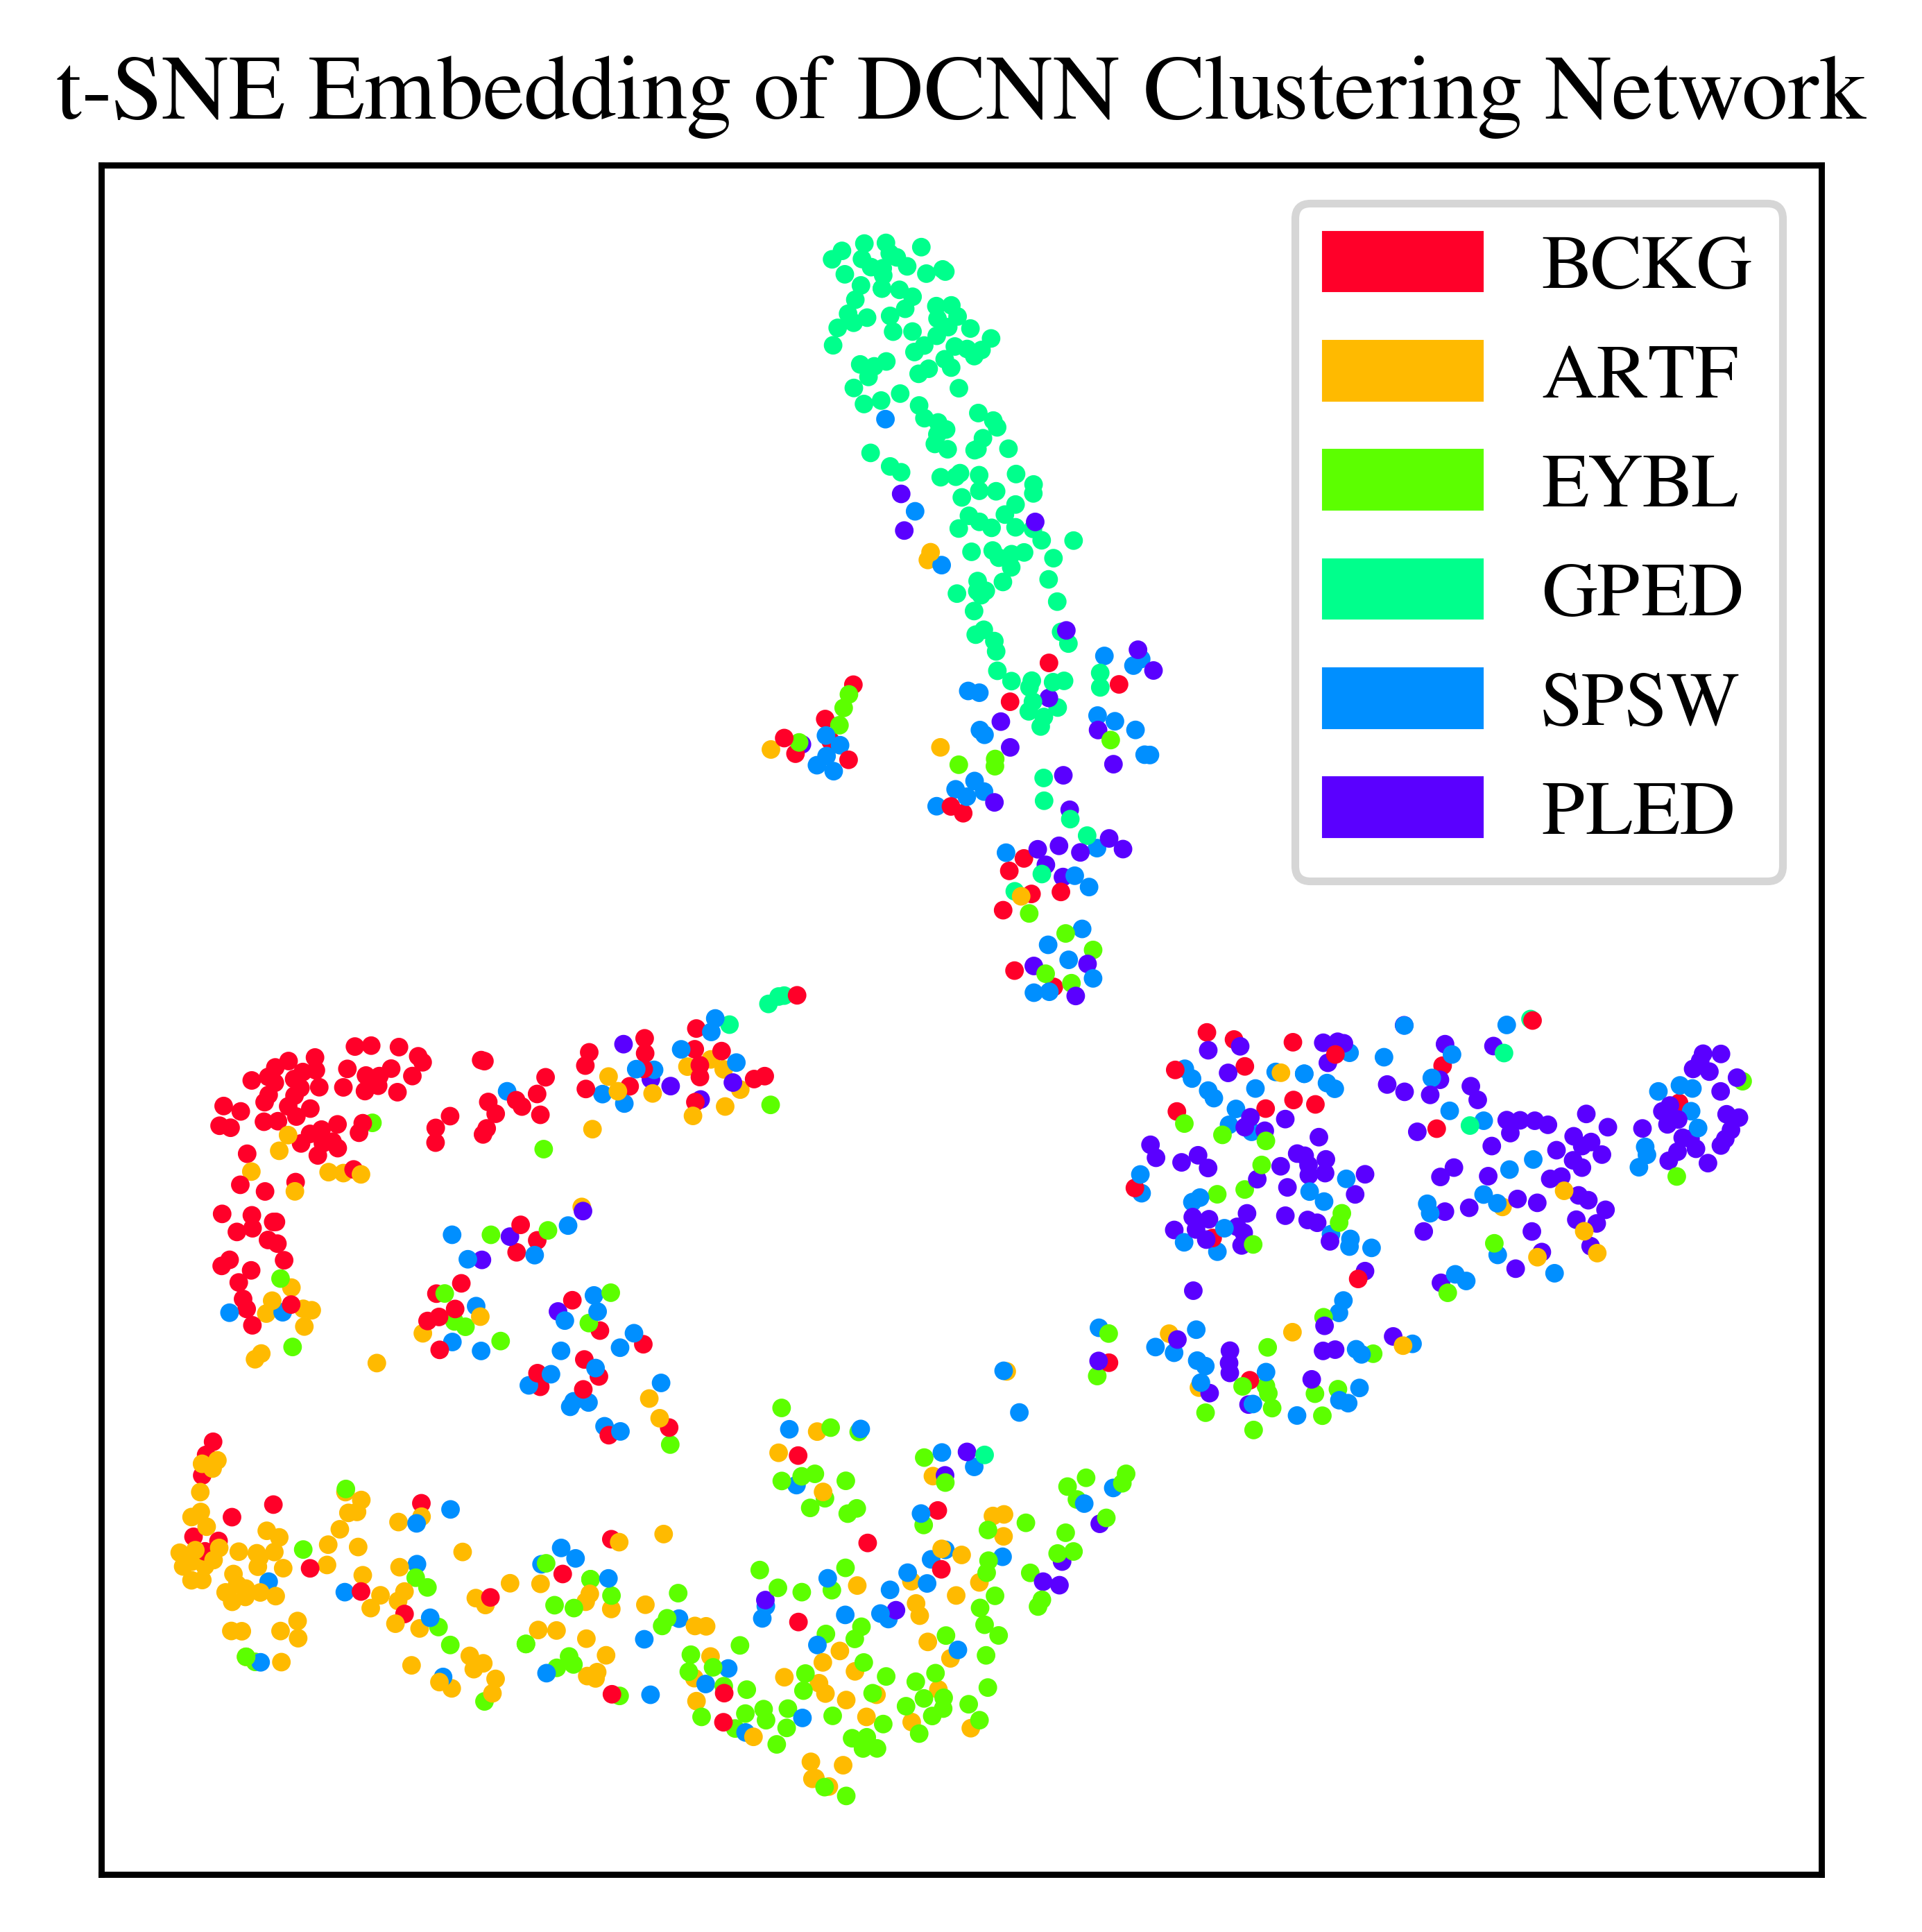 t-SNE Embedding of DCNN Clustering Network
BCKG
ARTF
EYBL
GPED
SPSW
PLED